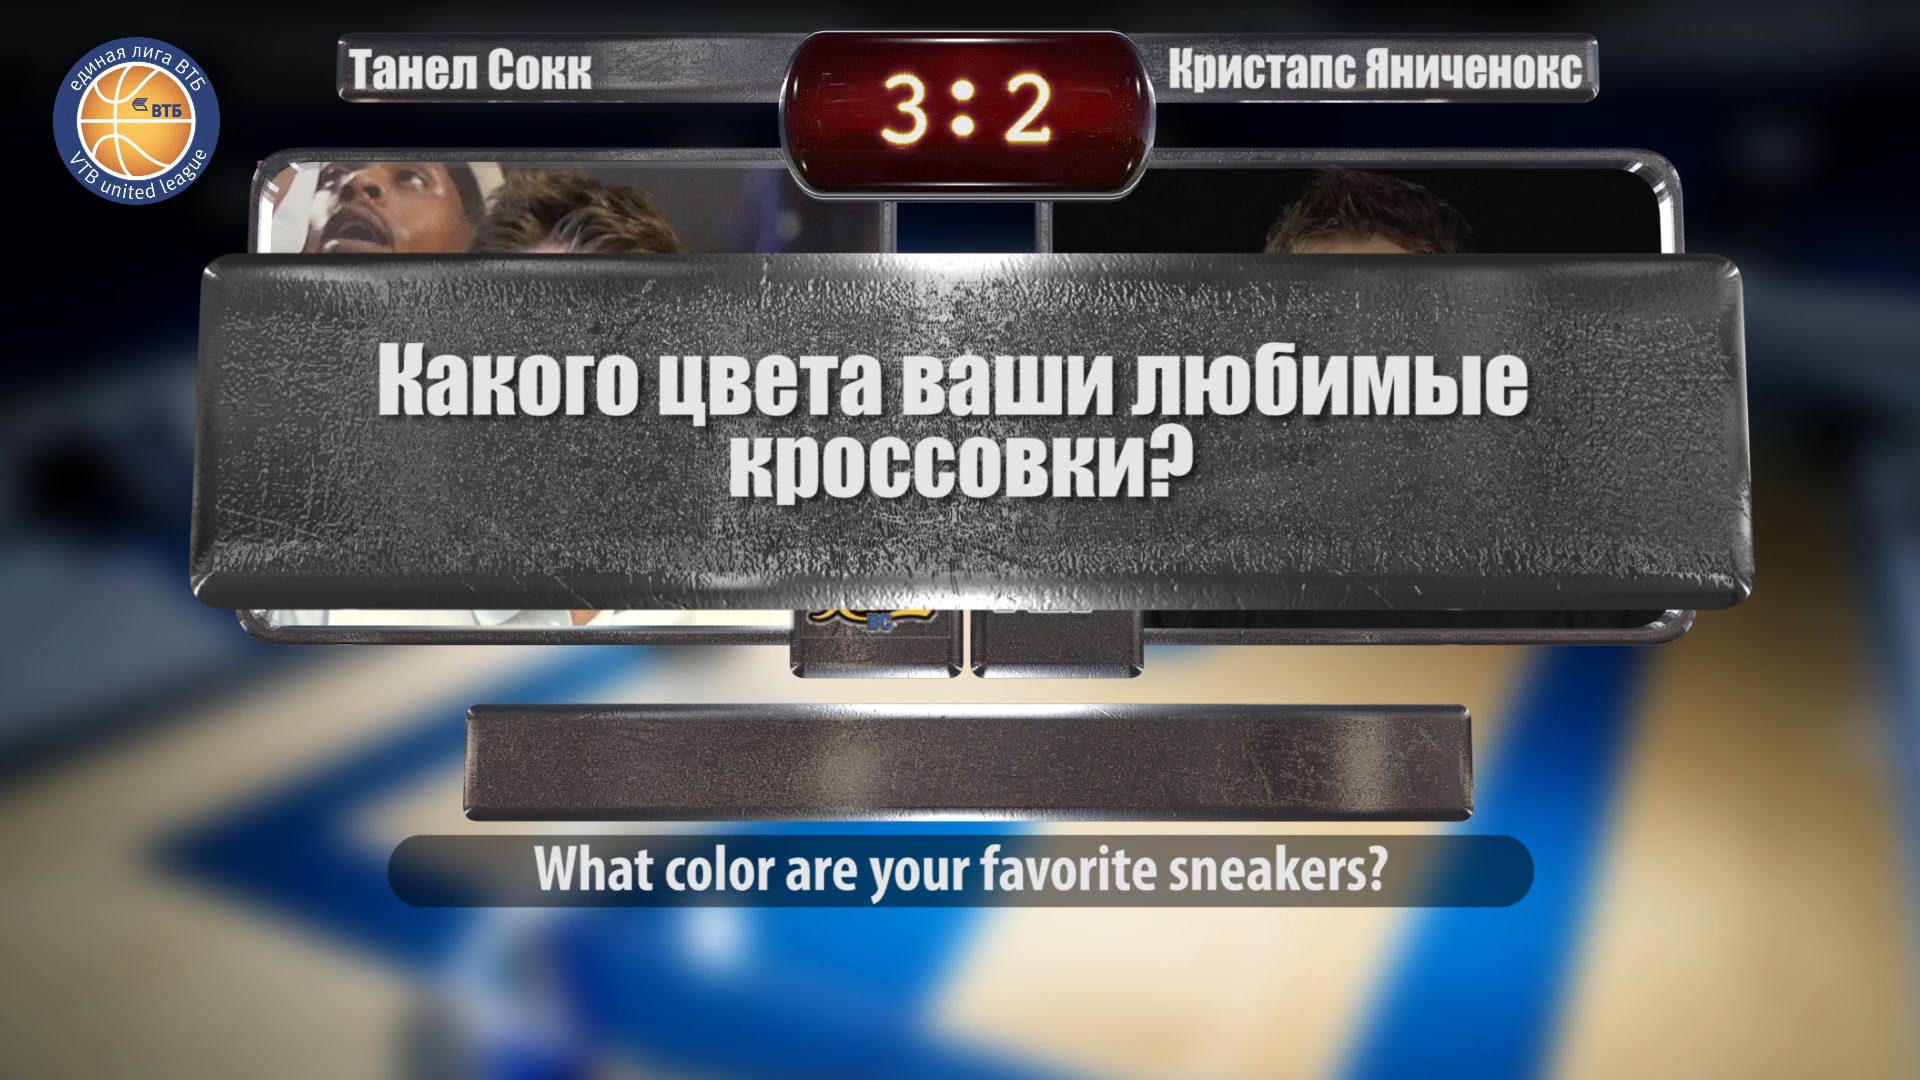 единая лига ВТБ
ВТБ
VTB united league
Танел Сокк
3:2
Кристапс Яниченокс
Какого цвета ваши любимые
кроссовки?
BC
What color are your favorite sneakers?